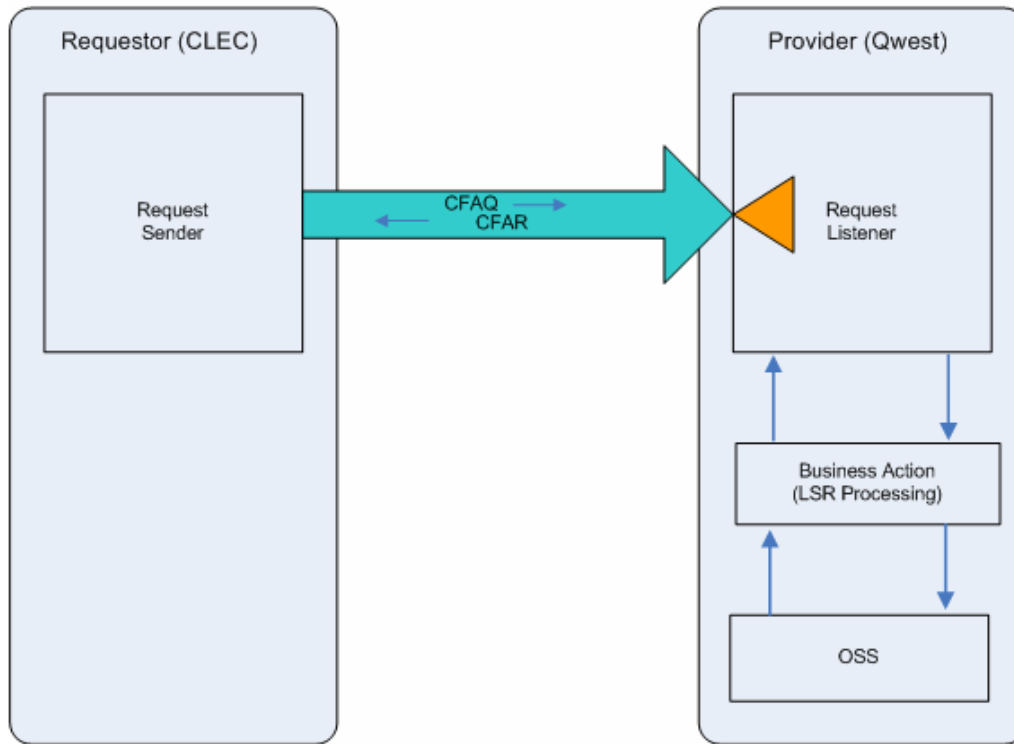 Requestor (CLEC)
Provider (Qwest)
Request
Sender
CFAQ
CFAR
Request
Listener
Business Action
(LSR Processing)
OSS